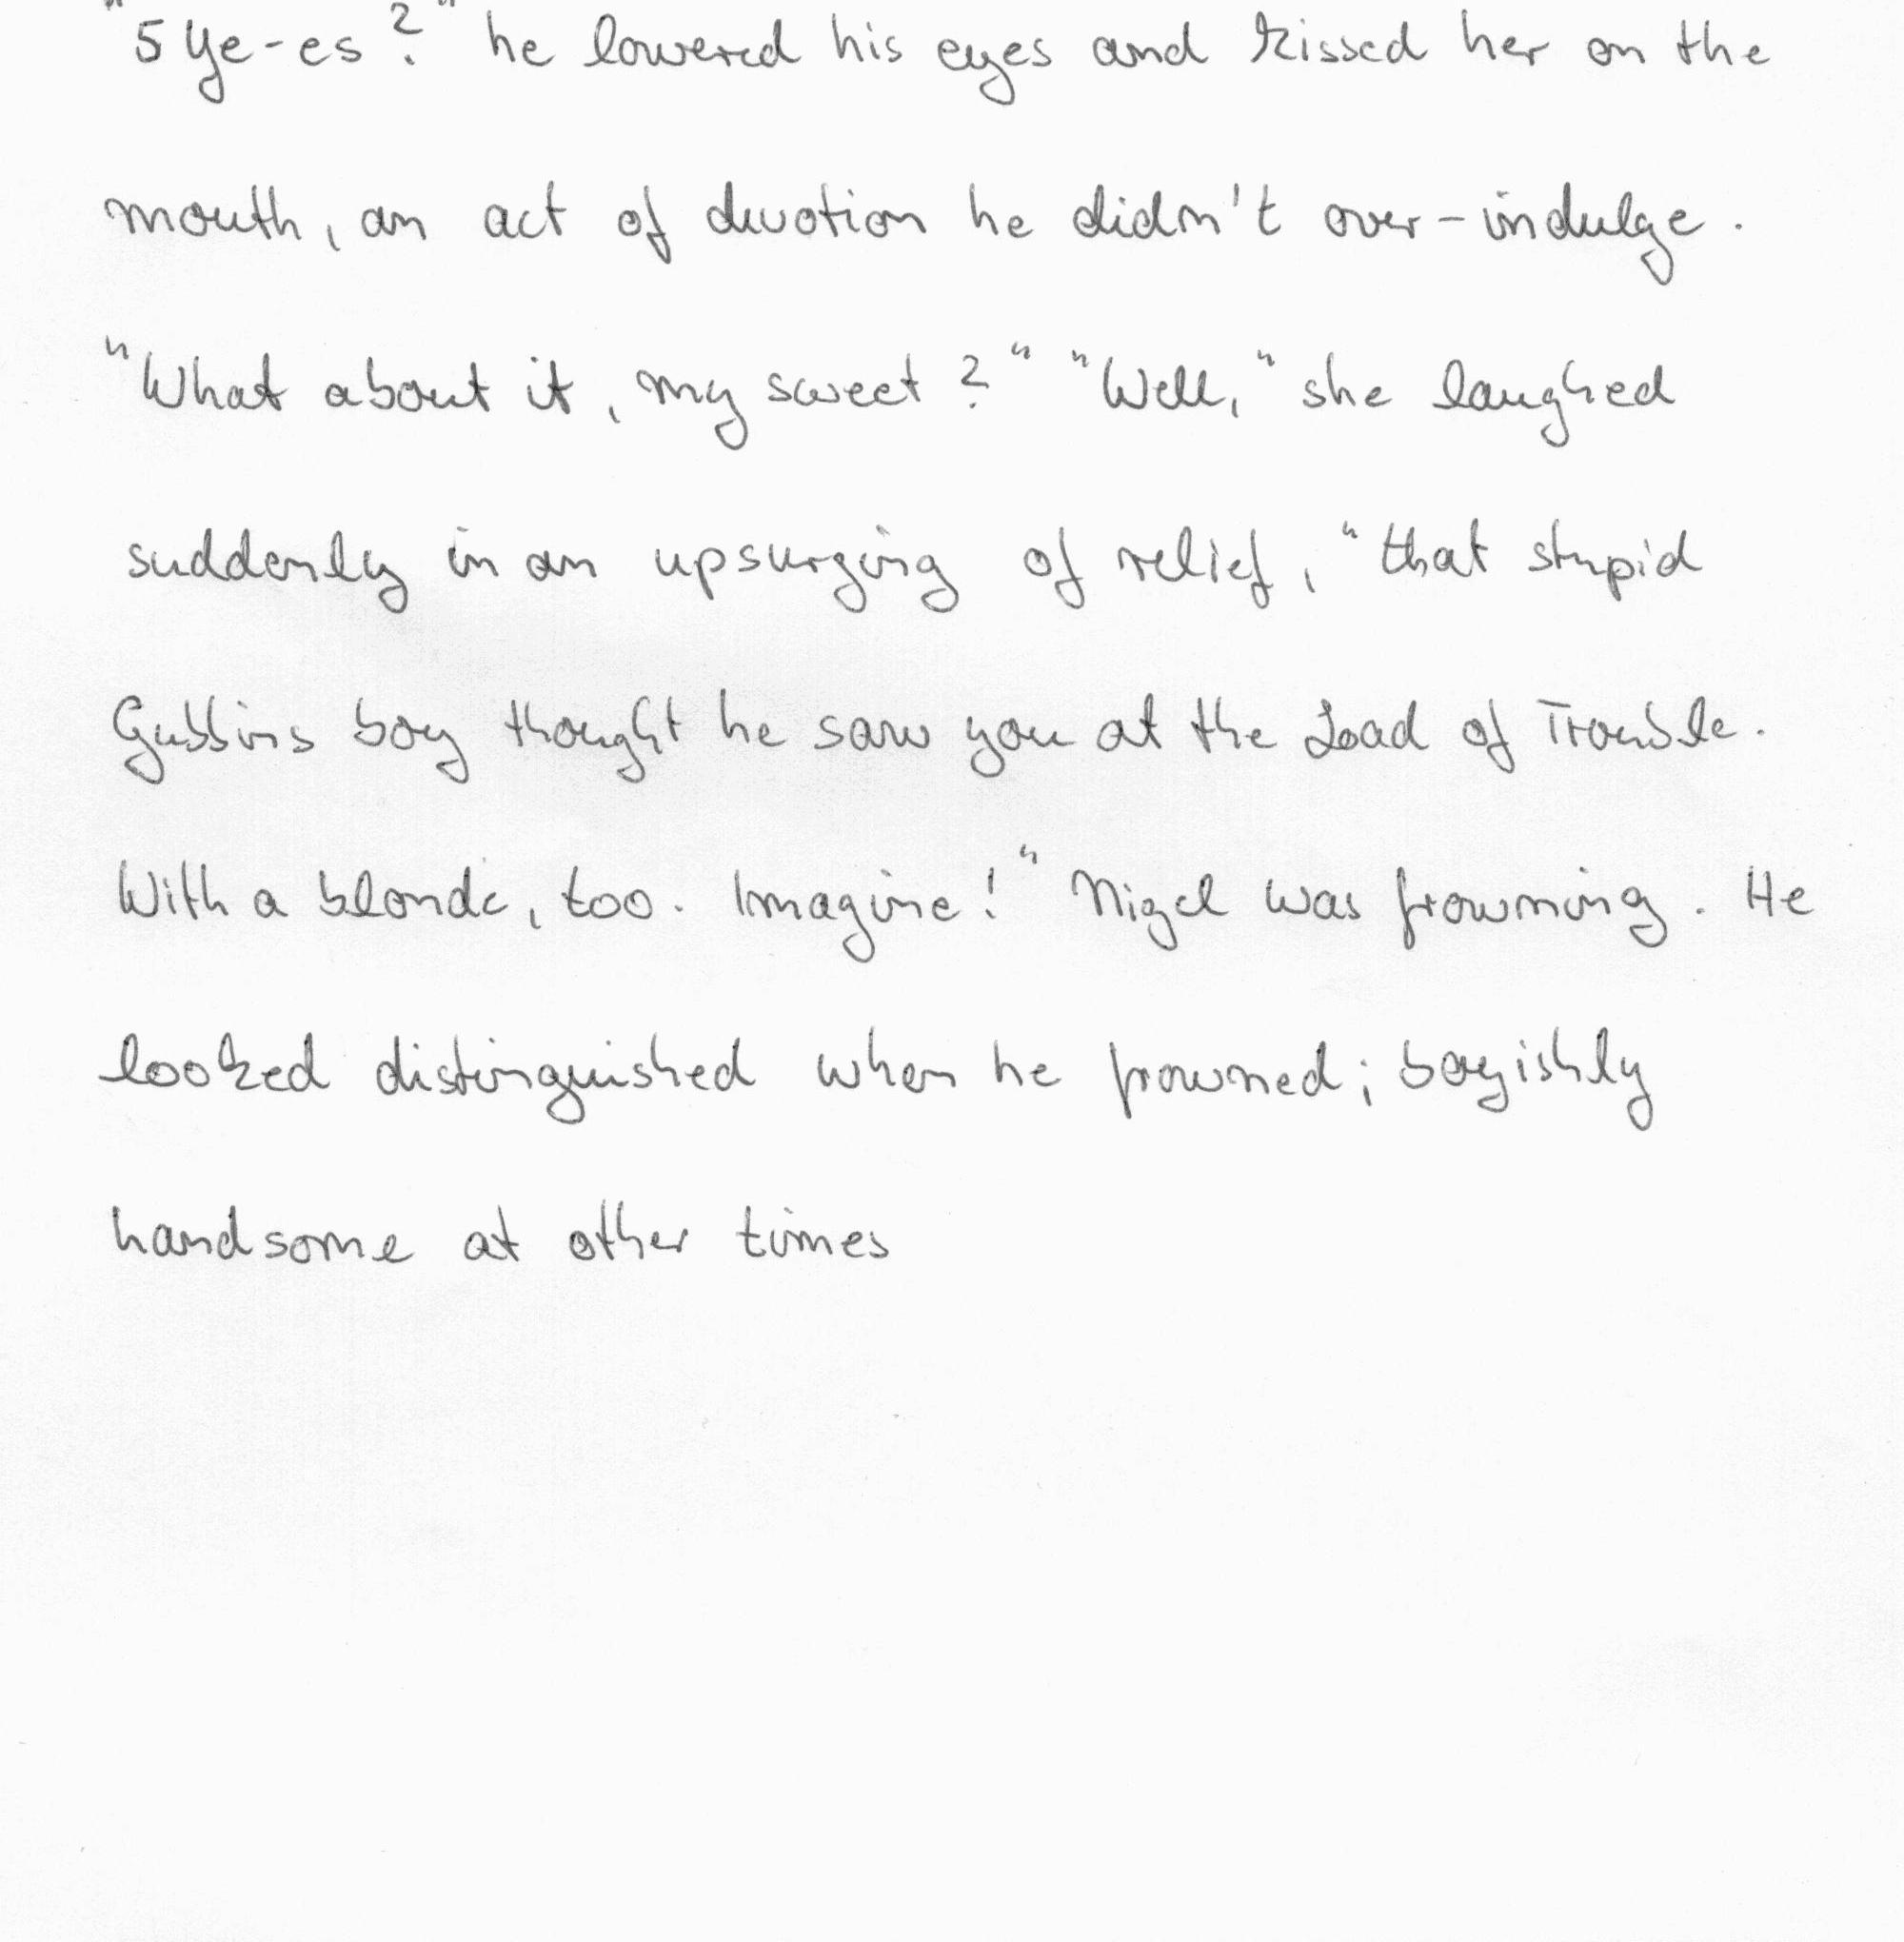 "5 Ye-es?" he lowered his eyes and kissed her on the
mouth, an act of devotion he didn't over-indulge.
"What about it, my sweet?" "Well," she laughed
suddenly in an upsurging of relief, "that stupid
Gubbins boy thought he saw you at the Load of Trouble.
With a blonde, too. Imagine!" Nigel was frowning. He
looked distinguished when he frowned; boyishly
handsome at other times